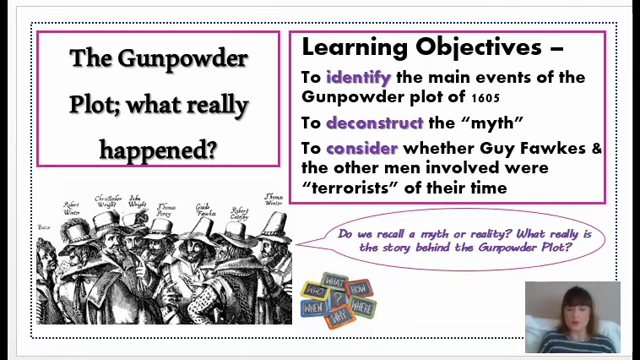 The Gunpowder
Plot; what really
happened?
Learning Objectives –
To identify the main events of the
Gunpowder plot of 1605
To deconstruct the “myth”
To consider whether Guy Fawkes &
the other men involved were
“terrorists” of their time
Robert
Winter
Christopher
Wright
John
Wright
Thomas
Percy
Guido
Fawkes
Robert
Catesby
Thomas
Winter
Bates
Do we recall a myth or reality? What really is
the story behind the Gunpowder Plot?
WHO
WHAT
HOW
WHEN
?
WHERE
WHY